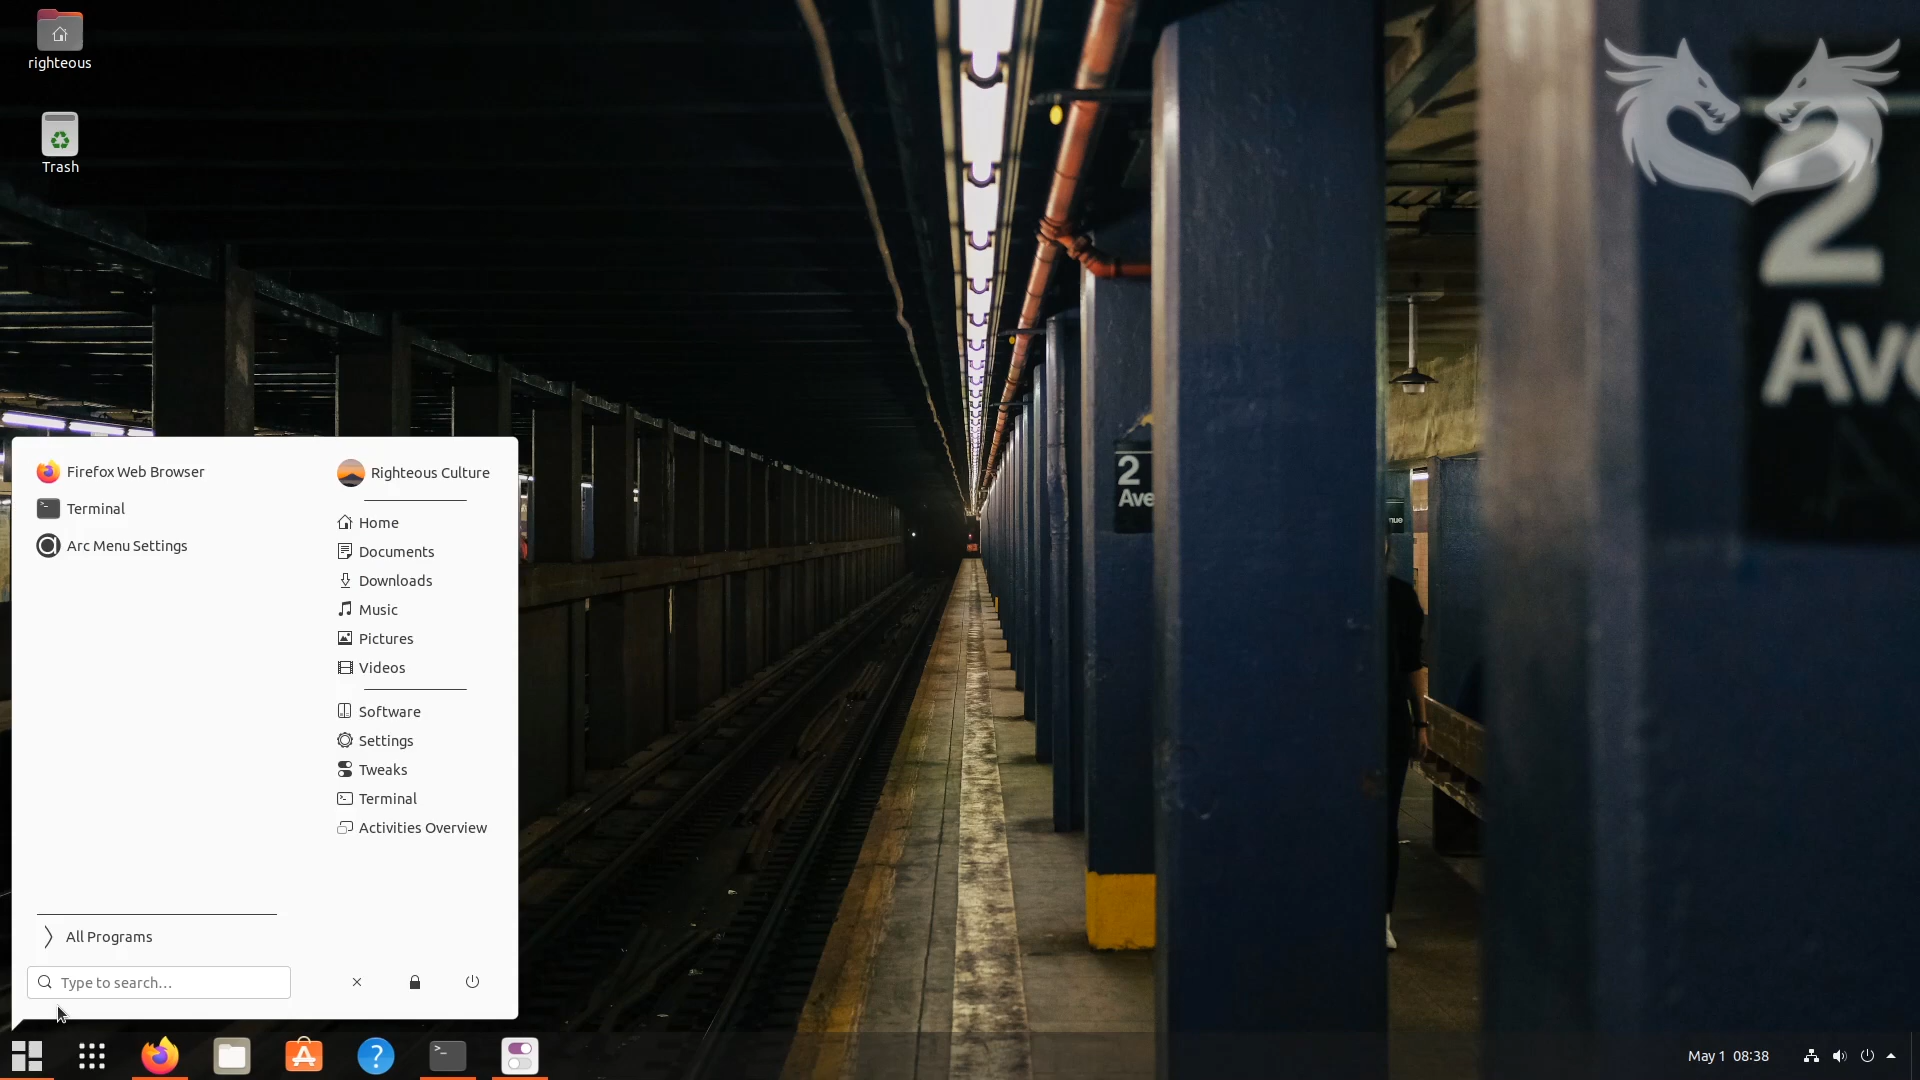 righteous
Trash
2
Ave
2
Ave
Firefox Web Browser
Terminal
Arc Menu Settings
All Programs
Type to search…
Righteous Culture
Home
Documents
Downloads
Music
Pictures
Videos
Software
Settings
Tweaks
Terminal
Activities Overview
May 1 08:38